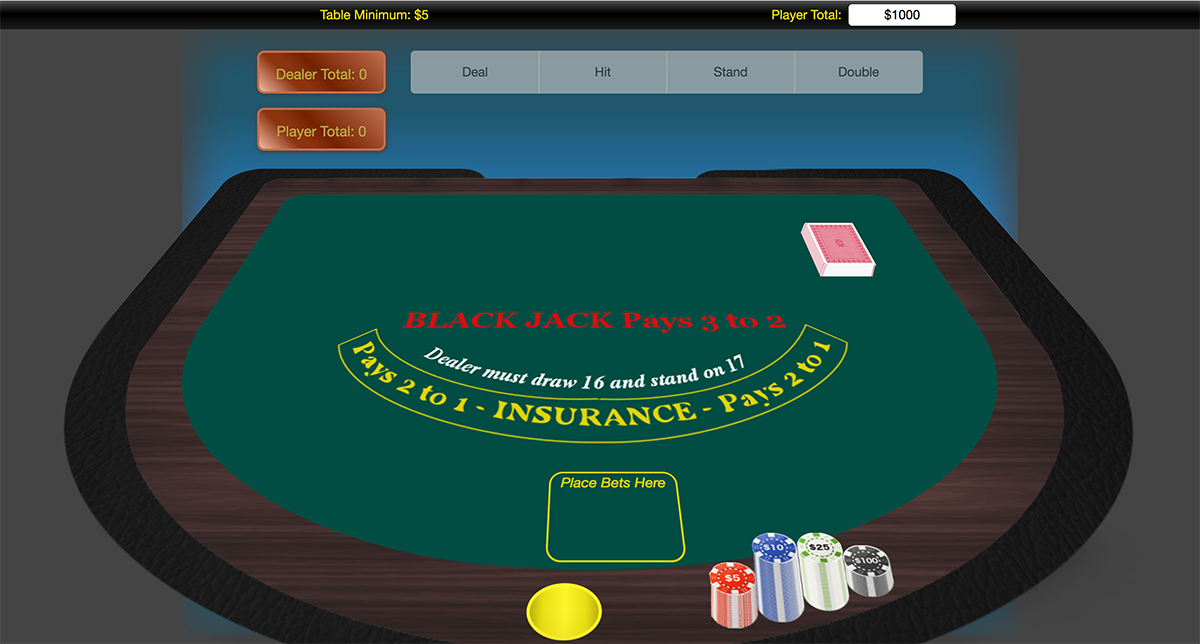 Table Minimum: $5
Player Total: $1000
Dealer Total: 0
Deal
Hit
Stand
Double
Player Total: 0
BLACK JACK Pays 3 to 2
Dealer must draw 16 and stand on 17
Pays 2 to 1 - INSURANCE - Pays 2 to 1
Place Bets Here
$5
$10
$25
$100